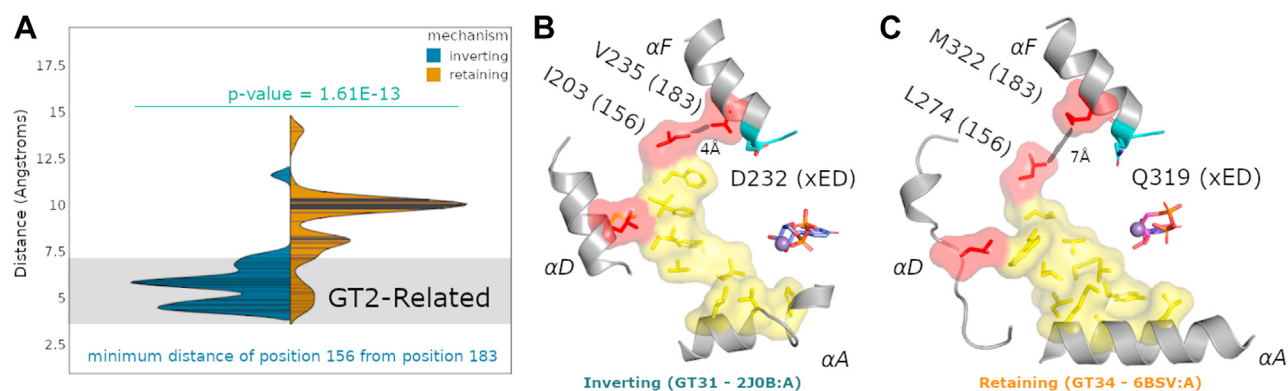 A
17.5
15
12.5
10
7.5
5
2.5
Distance (Angstroms)
mechanism
inverting
retaining
p-value = 1.61E-13
GT2-Related
minimum distance of position 156 from position 183
B
αF
V235 (183)
I203 (156)
4Å
D232 (xED)
αD
αA
Inverting (GT31 - 2J0B:A)
C
αF
M322 (183)
L274 (156)
7Å
Q319 (xED)
αD
αA
Retaining (GT34 - 6BSV:A)